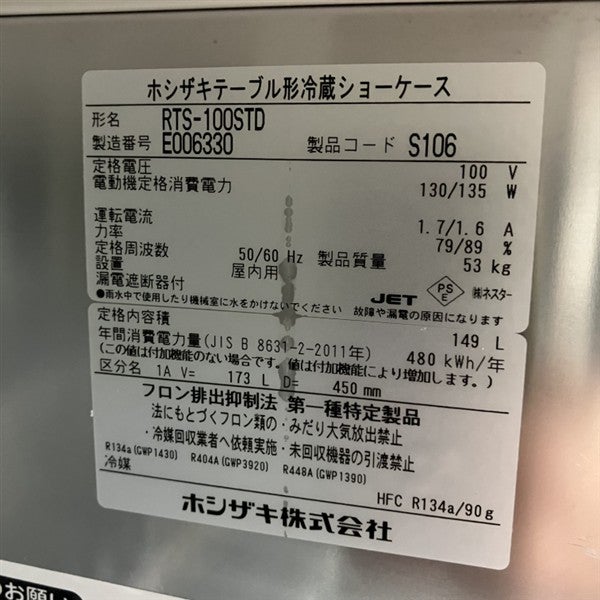 ホシザキテーブル形冷蔵ショーケース
形名 RTS-100STD
製造番号 E006330 製品コード S106
定格電圧 100 V
電動機定格消費電力 130/135 W
運転電流 1.7/1.6 A
力率 79/89 %
定格周波数 50/60 Hz 製品質量 53 kg
設置 屋内用
漏電遮断器付 JET PSE ㈱ネスター
●雨水中で使用したり機械室に水をかけないでください 故障や漏電の原因になります
定格内容積 149 L
年間消費電力量(JIS B 8631-2-2011年) 480 kWh/年
(この値は付加機能のない場合です。値は付加機能により増加します。)
区分名 1A V= 173 L D= 450 mm
フロン排出抑制法 第一種特定製品
法にもとづくフロン類の・みだり大気放出禁止
・冷媒回収業者へ依頼実施・未回収機器の引渡禁止
R134a(GWP1430) R404A(GWP3920) R448A(GWP1390)
冷媒 HFC R134a/90g
ホシザキ株式会社
のお願い